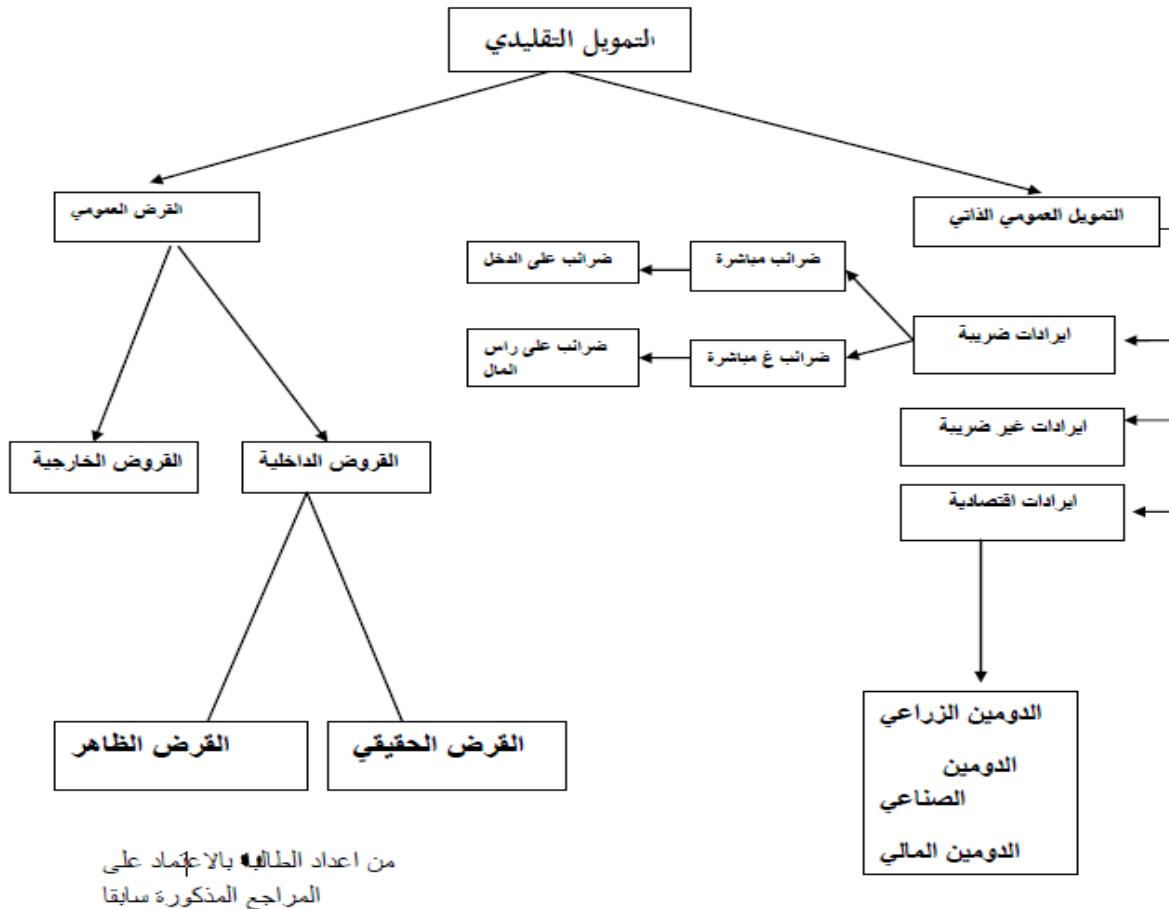 التمويل التقليدي
التمويل العمومي الذاتي
القرض العمومي
ضرائب مباشرة
ضرائب على الدخل
ايرادات ضريبة
ضرائب غ مباشرة
ضرائب على راس
المال
ايرادات غير ضريبة
القروض الداخلية
القروض الخارجية
ايرادات اقتصادية
القرض الحقيقي
القرض الظاهر
الدومين الزراعي
الدومين
الصناعي
الدومين المالي
من اعداد بالاعتماد على
المراجع المذكورة سابقا